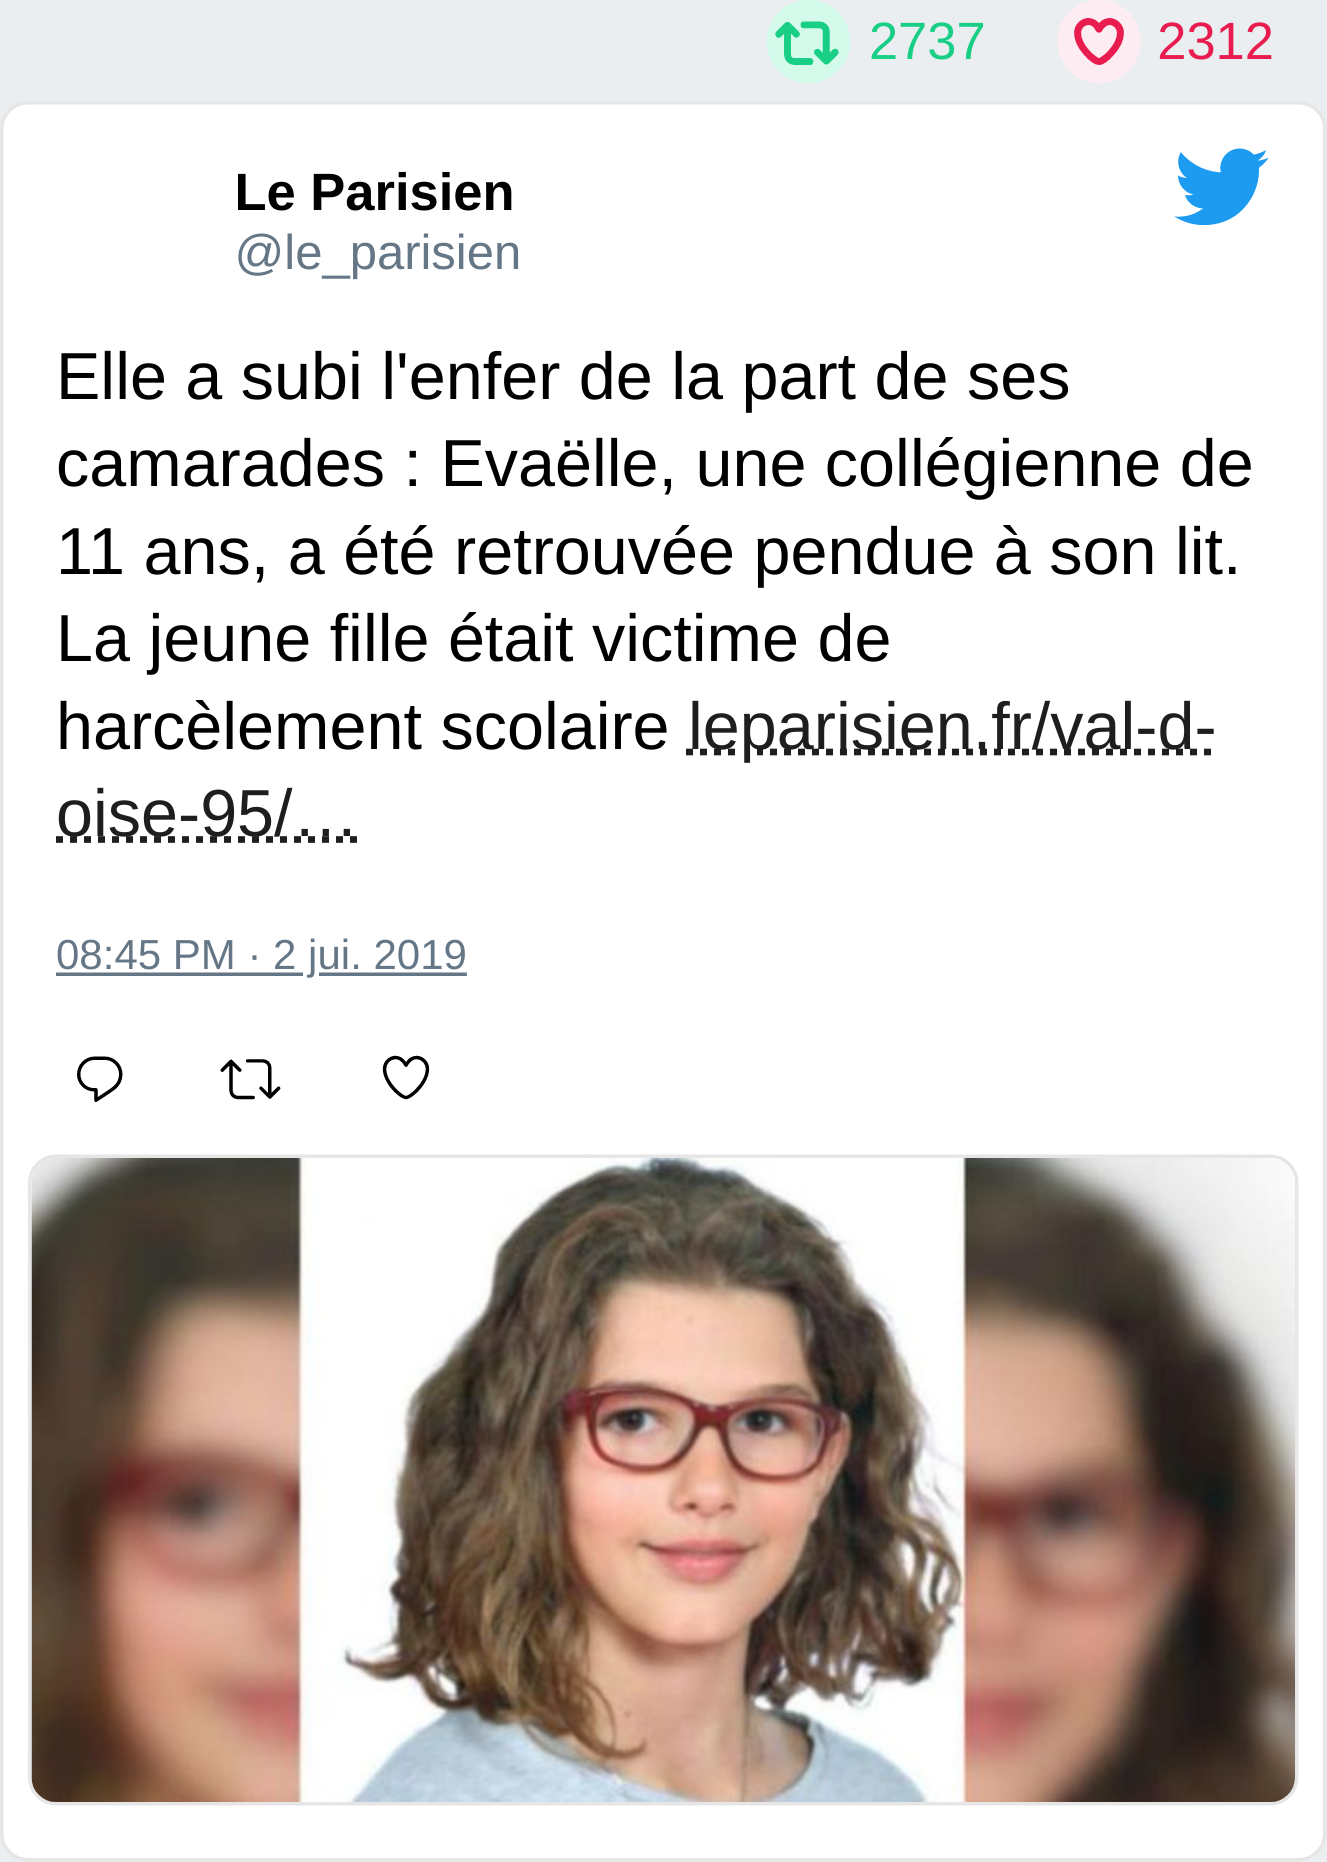 2737 2312
Le Parisien
@le_parisien
Elle a subi l'enfer de la part de ses
camarades : Evaëlle, une collégienne de
11 ans, a été retrouvée pendue à son lit.
La jeune fille était victime de
harcèlement scolaire leparisien.fr/val-d-
oise-95/…
08:45 PM · 2 jui. 2019